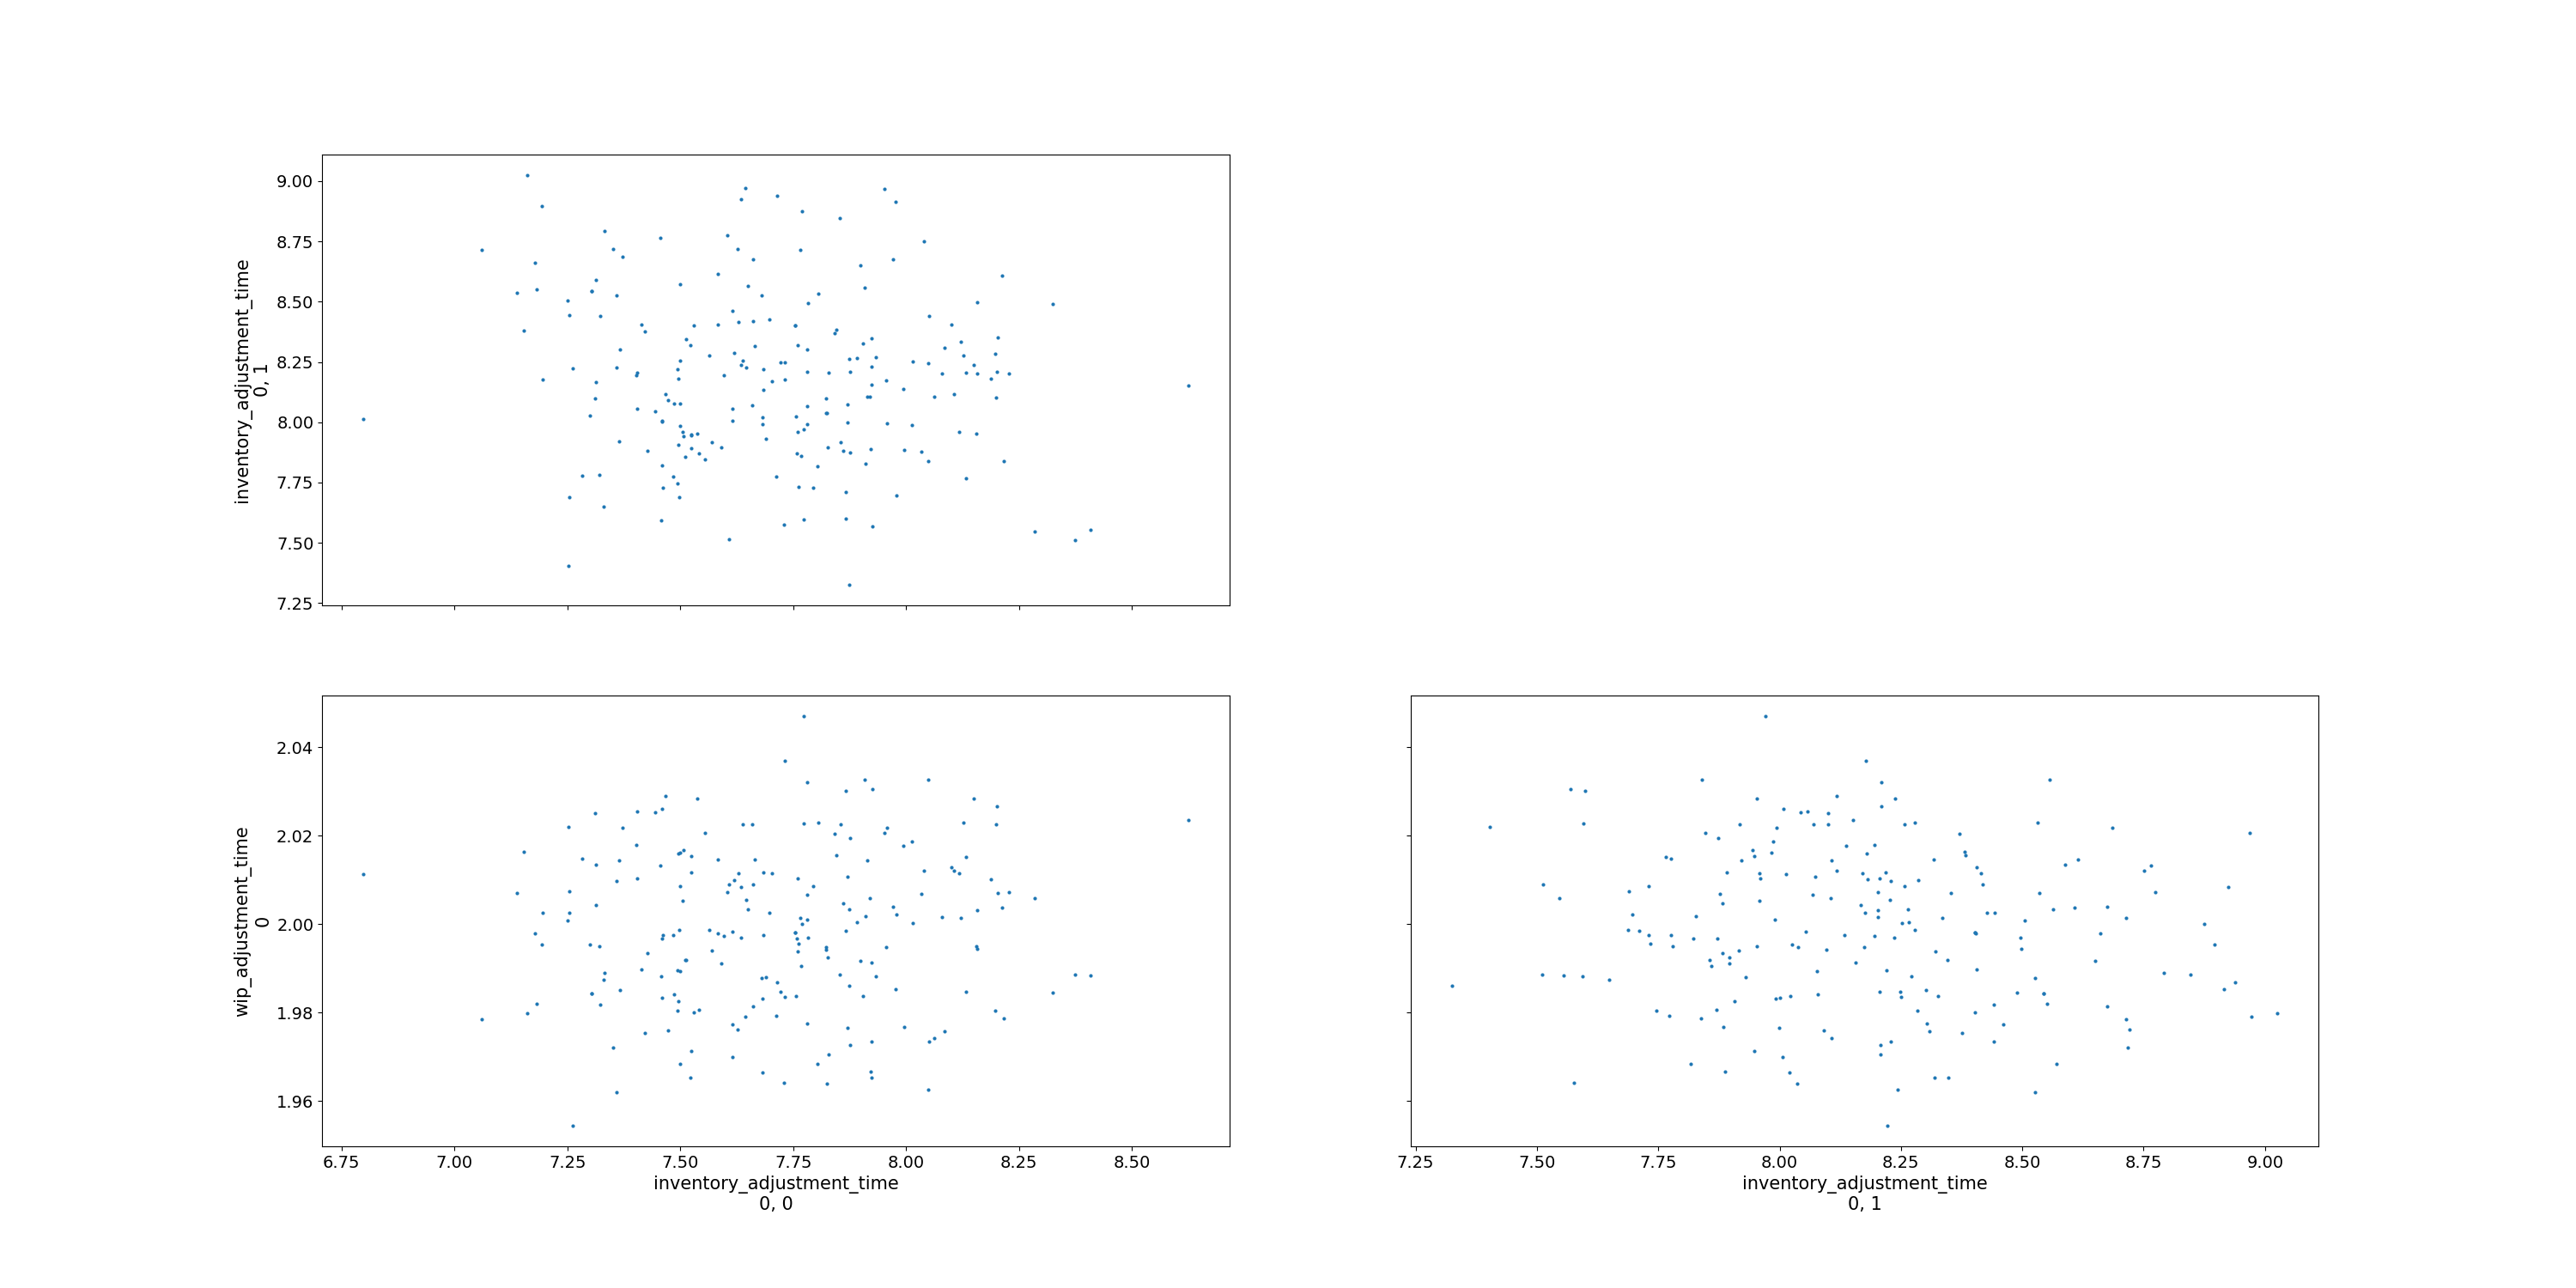 9.00
8.75
8.50
8.25
8.00
7.75
7.50
7.25
inventory_adjustment_time
0, 1
2.04
2.02
2.00
1.98
1.96
wip_adjustment_time
0
6.75 7.00 7.25 7.50 7.75 8.00 8.25 8.50
inventory_adjustment_time
0, 0
7.25 7.50 7.75 8.00 8.25 8.50 8.75 9.00
inventory_adjustment_time
0, 1